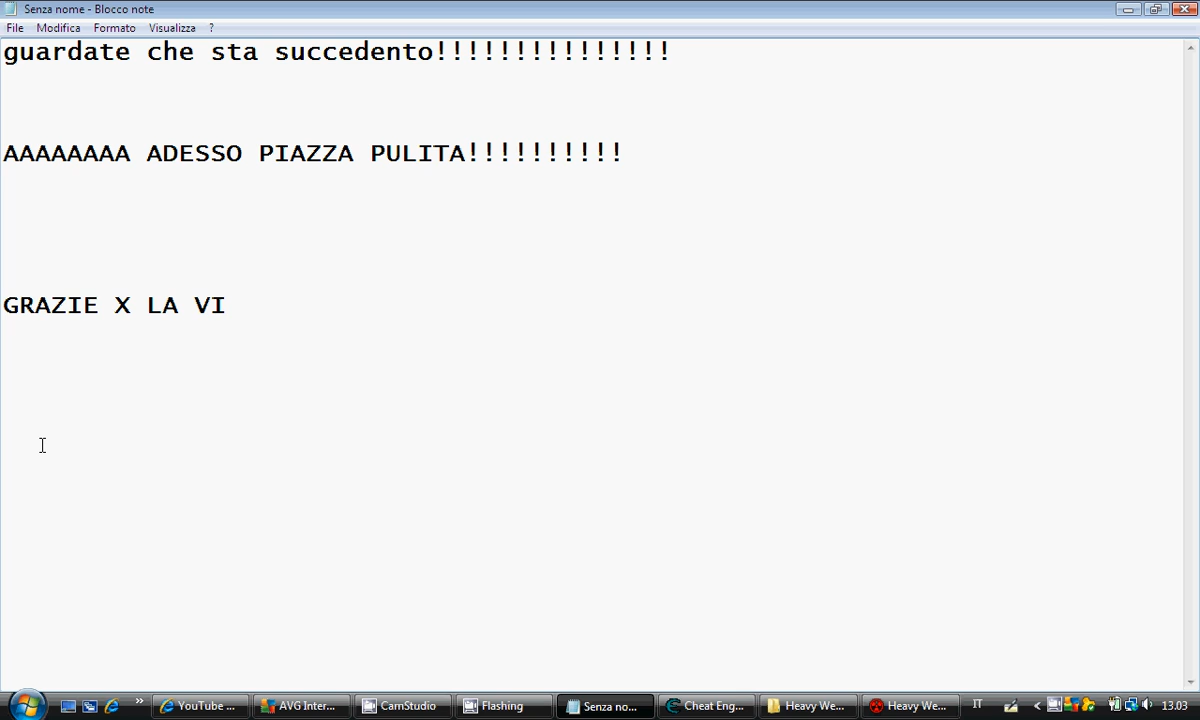 Senza nome - Blocco note
File Modifica Formato Visualizza ?
guardate che sta succedento!!!!!!!!!!!!!!!
AAAAAAAA ADESSO PIAZZA PULITA!!!!!!!!!!
GRAZIE X LA VI
» YouTube ... AVG Inter... CamStudio Flashing Senza no... Cheat Eng... Heavy We... Heavy We... IT < 13.03